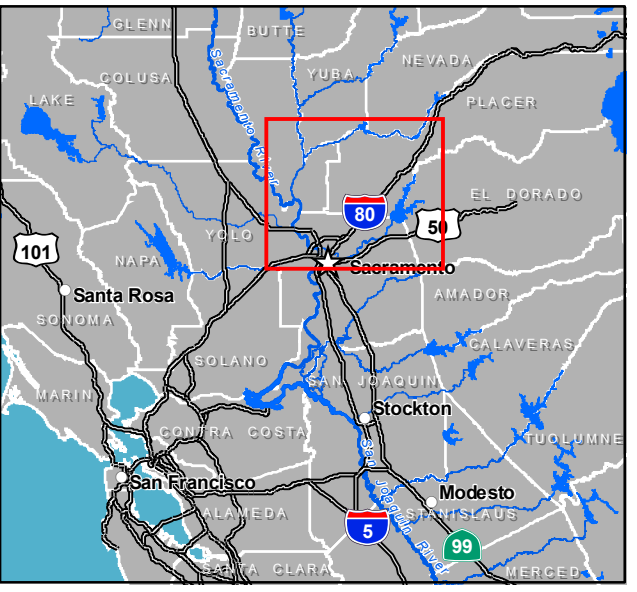 GLENN
BUTTE
NEVADA
YUBA
COLUSA
LAKE
PLACER
Sacramento River
EL DORADO
80
50
YOLO
101
NAPA
Sacramento
Santa Rosa
AMADOR
SONOMA
CALAVERAS
SOLANO
SAN JOAQUIN
MARIN
Stockton
CONTRA COSTA
TUOLUMNE
San Joaquin River
San Francisco
Modesto
ALAMEDA
STANISLAUS
5
99
SANTA CLARA
MERCED